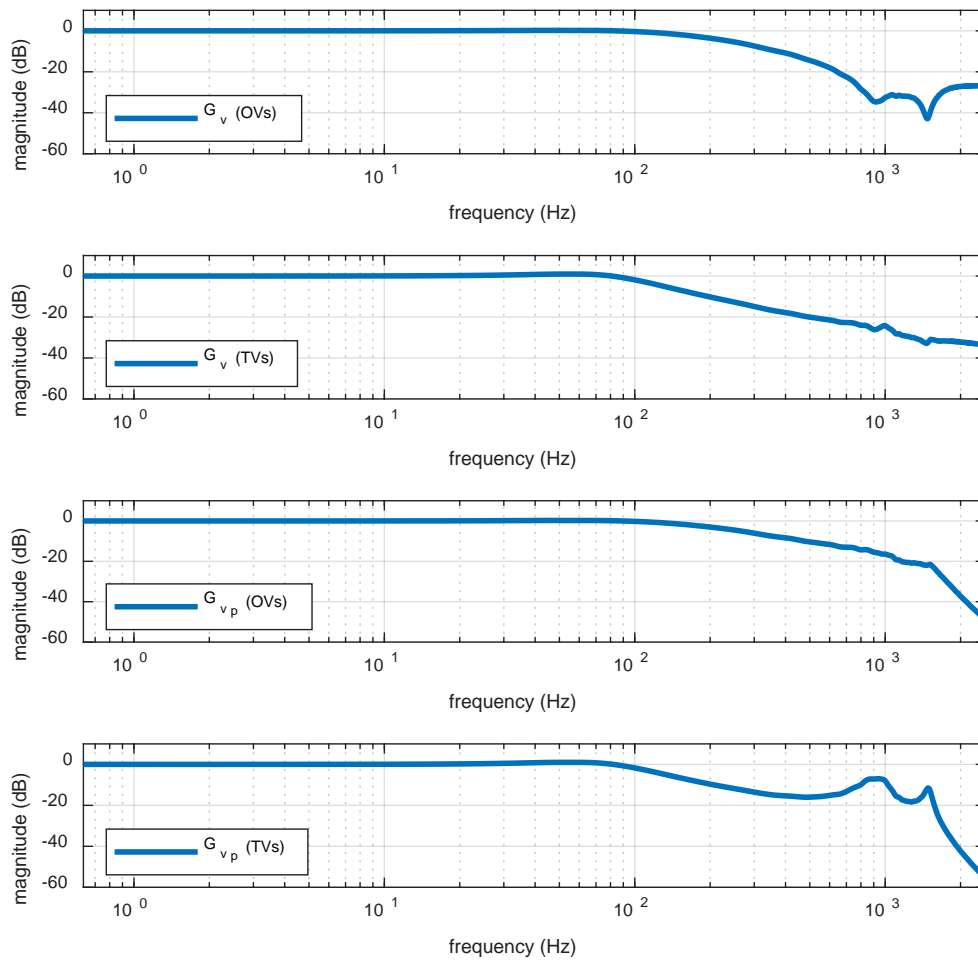 magnitude (dB)
0
-20
-40
-60
G v (OVs)
10 0 10 1 10 2 10 3
frequency (Hz)
magnitude (dB)
0
-20
-40
-60
G v (TVs)
10 0 10 1 10 2 10 3
frequency (Hz)
magnitude (dB)
0
-20
-40
-60
G v p (OVs)
10 0 10 1 10 2 10 3
frequency (Hz)
magnitude (dB)
0
-20
-40
-60
G v p (TVs)
10 0 10 1 10 2 10 3
frequency (Hz)